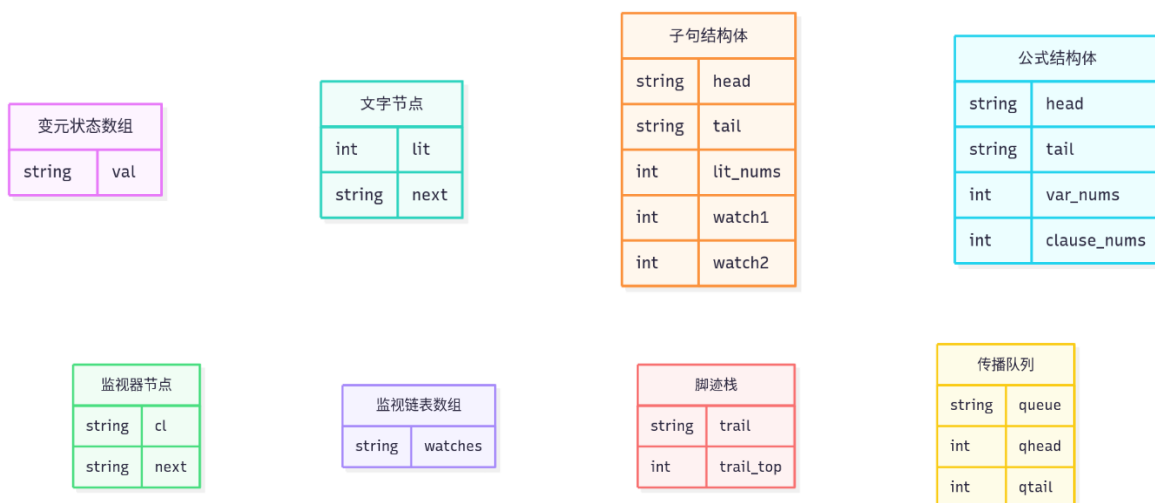 变元状态数组
string val
文字节点
int lit
string next
子句结构体
string head
string tail
int lit_nums
int watch1
int watch2
公式结构体
string head
string tail
int var_nums
int clause_nums
监视器节点
string cl
string next
监视链表数组
string watches
脚迹栈
string trail
int trail_top
传播队列
string queue
int qhead
int qtail